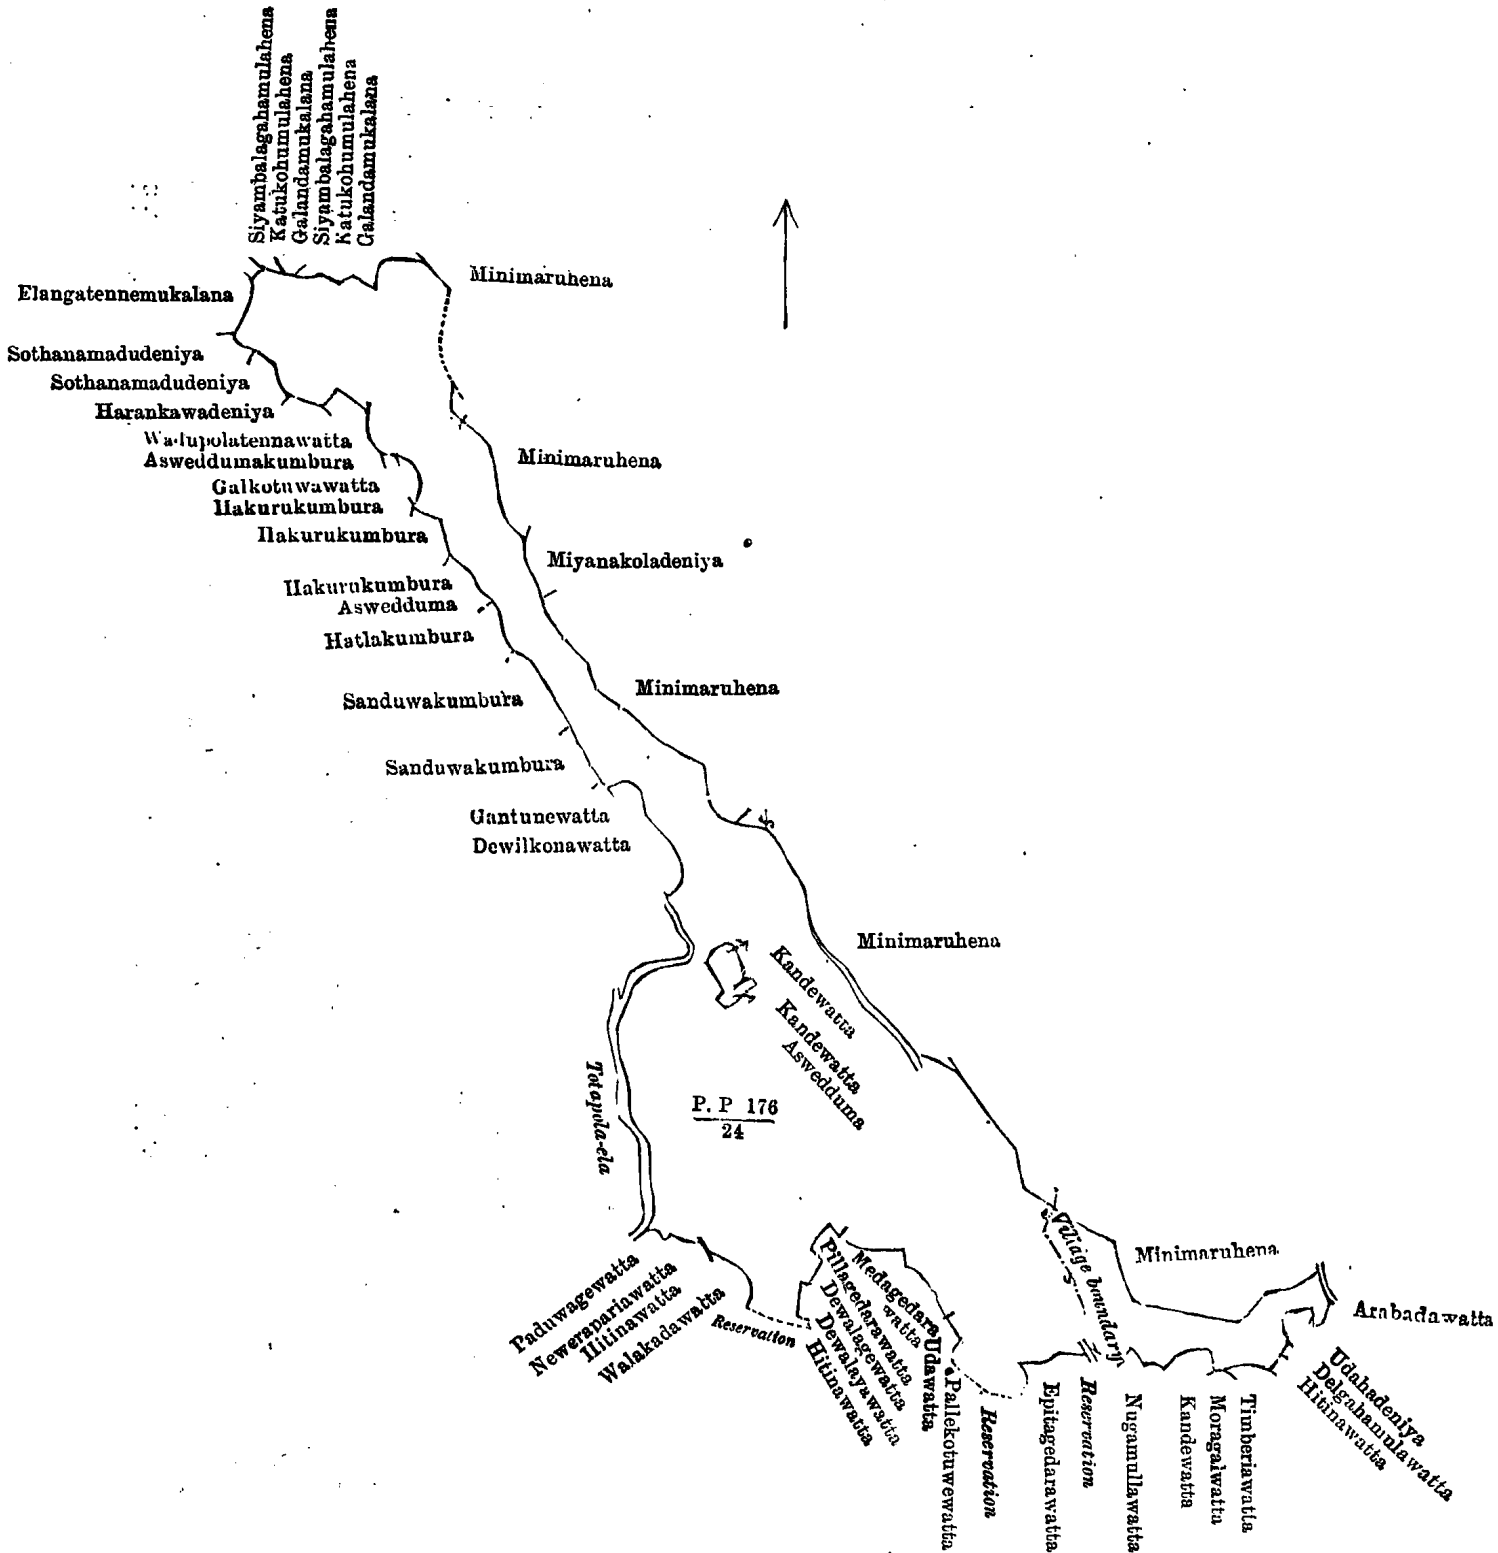 Siyambalagahamulahena
Katukohumulahena
Galandamukalana
Siyambalagahamulahena
Katukohumulahena
Galandamukalana
Minimaruhena
Elangatennemukalana
Sothanamadudeniya
Sothanamadudeniya
Harankawadeniya
Wadupolatennawatta
Asweddumakumbura
Galkotuwawatta
Hakurukumbura
Hakurukumbura
Hakurukumbura
Aswedduma
Hatlakumbura
Sanduwakumbura
Sanduwakumbura
Gantunewatta
Dewilkonawatta
Minimaruhena
Miyanakoladeniya
Minimaruhena
Minimaruhena
Kandewatta
Kandewatta
Aswedduma
P. P 176
24
Totapola-ela
Village boundary
Minimaruhena
Arabadawatta
Paduwagewatta
Newerapariawatta
Hitinawatta
Walakadawatta
Reservation
Medagedara
watta
Pillagedarawatta
Dewalagewatta
Dewalayawatta
Hitinawatta
Udawatta
Pallekotuwewatta
Reservation
Epitagedarawatta
Reservation
Nugamullawatta
Kandewatta
Moragalwatta
Timberiawatta
Udahadeniya
Delgahamulawatta
Hitinawatta